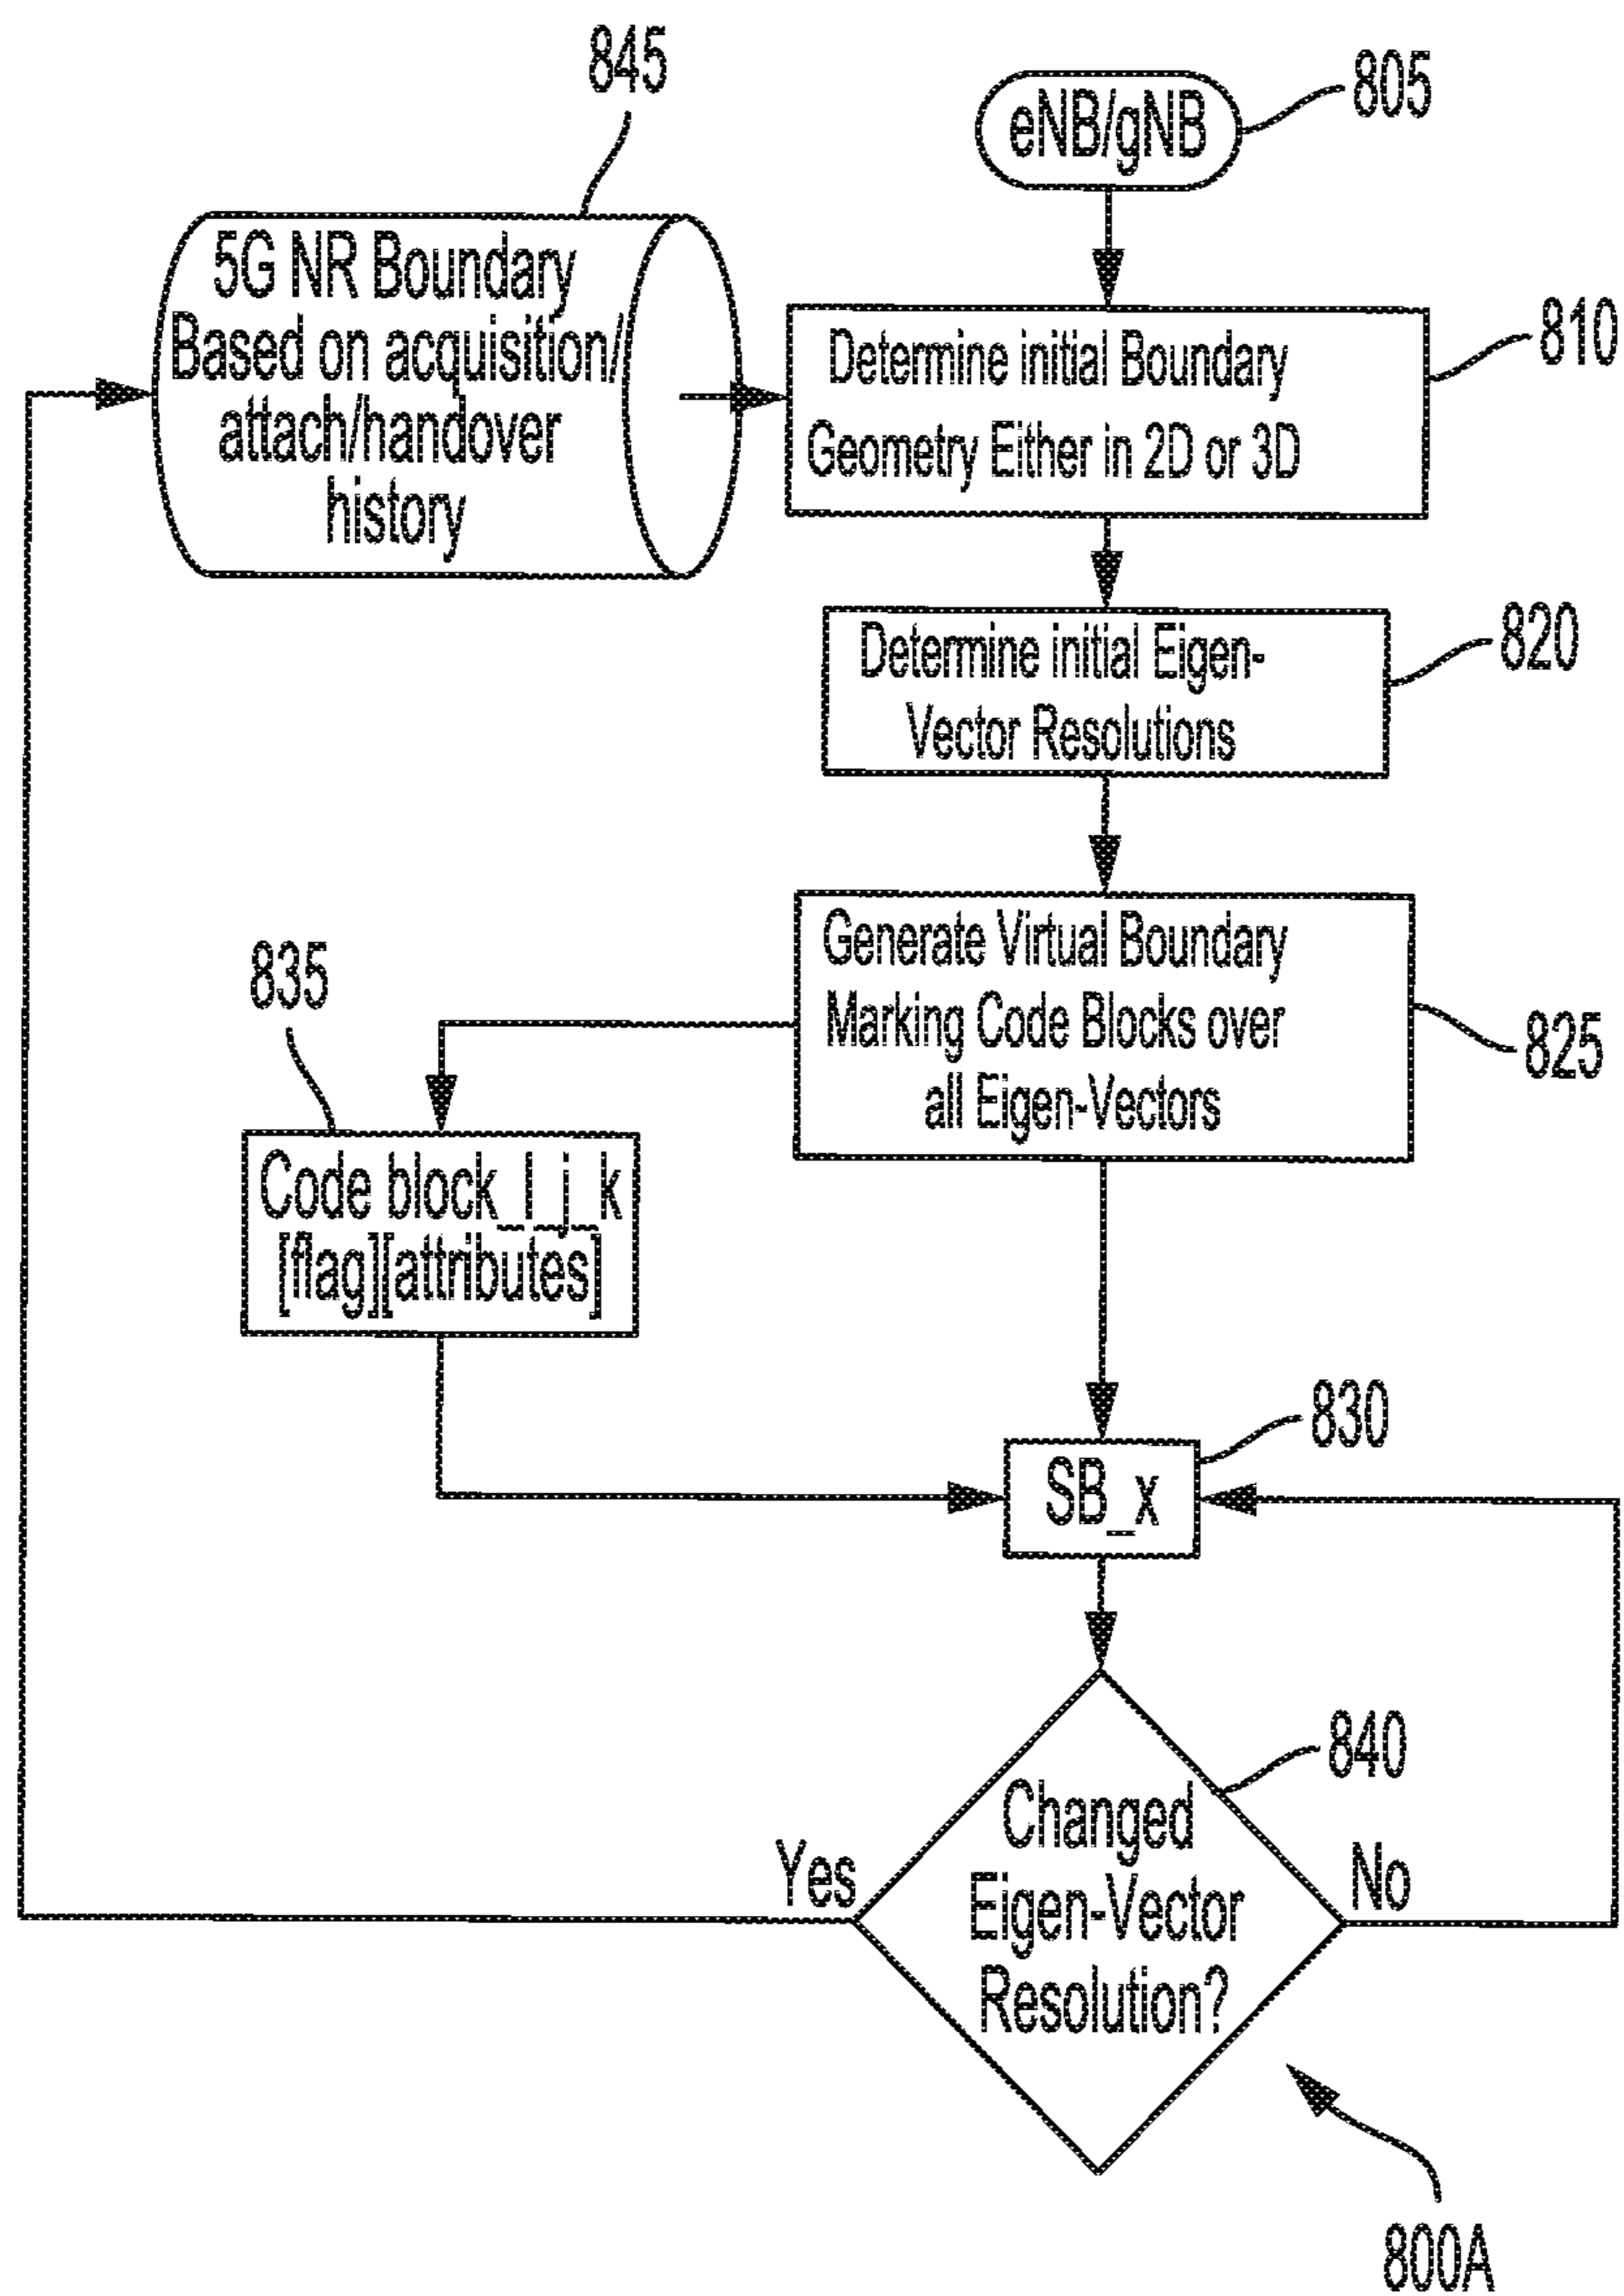 845
eNB/gNB
805
5G NR Boundary
Based on acquisition/
attach/handover
history
Determine initial Boundary
Geometry Either in 2D or 3D
810
Determine initial Eigen-
Vector Resolutions
820
Generate Virtual Boundary
Marking Code Blocks over
all Eigen-Vectors
825
835
Code block_I_j_k
[flag][attributes]
830
SB_x
840
Changed
Eigen-Vector
Resolution?
Yes
No
800A